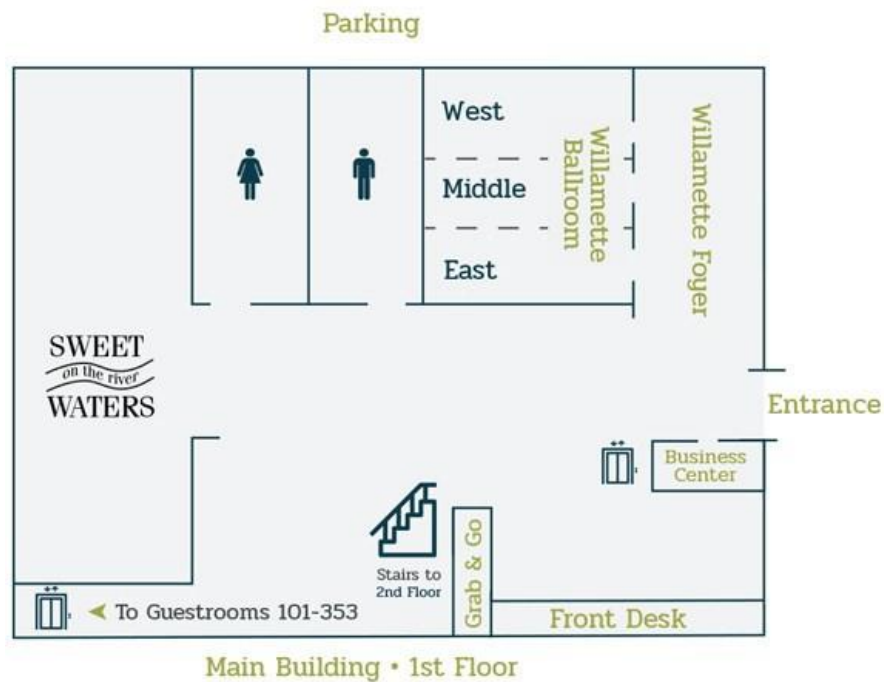 Parking
West
Middle
East
Willamette
Ballroom
Willamette Foyer
SWEET
on the river
WATERS
Entrance
Business
Center
Stairs to
2nd Floor
Grab & Go
To Guestrooms 101-353
Front Desk
Main Building • 1st Floor